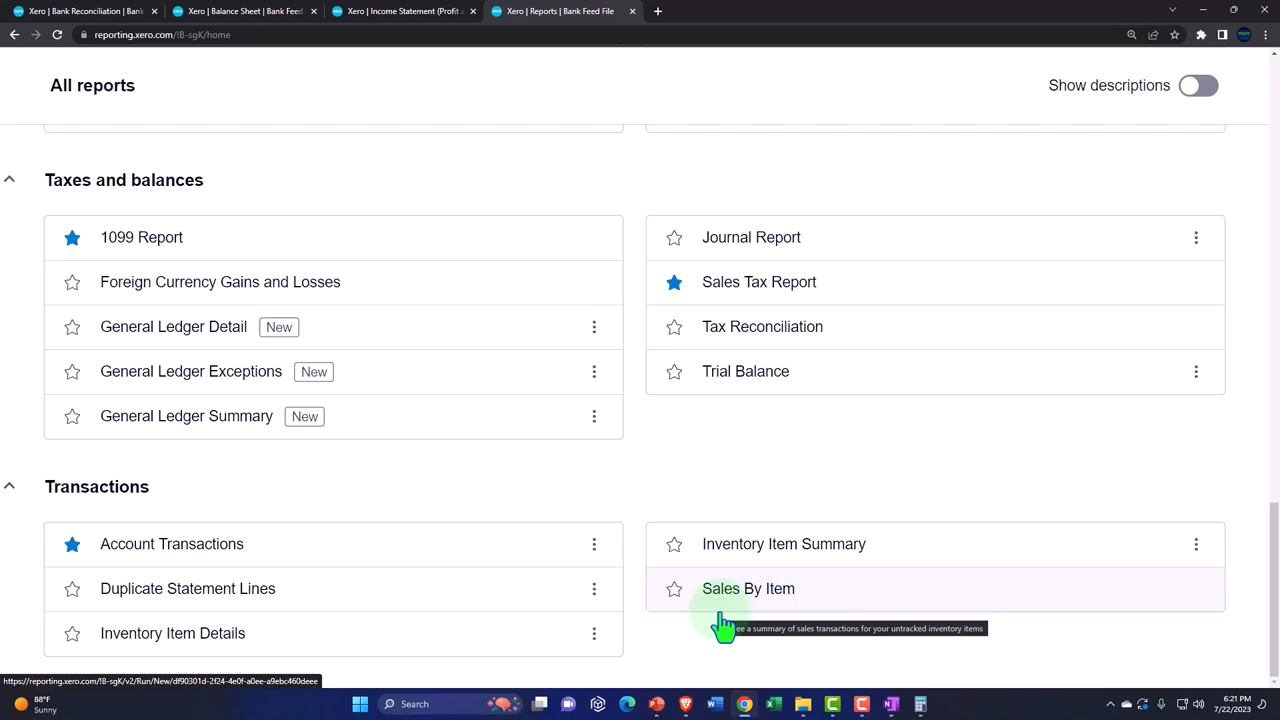 Xero | Bank Reconciliation | Bank
Xero | Balance Sheet | Bank Feed
Xero | Income Statement (Profit a
Xero | Reports | Bank Feed File
reporting.xero.com/!B-sgK/home
All reports
Show descriptions
Taxes and balances
1099 Report
Foreign Currency Gains and Losses
General Ledger Detail New
General Ledger Exceptions New
General Ledger Summary New
Journal Report
Sales Tax Report
Tax Reconciliation
Trial Balance
Transactions
Account Transactions
Duplicate Statement Lines
Inventory Item Details
Inventory Item Summary
Sales By Item
ee a summary of sales transactions for your untracked inventory items
https://reporting.xero.com/!B-sgK/v2/Run/New/df90301d-2f24-4e0f-a0ee-a9ebc460deee
88°F
Sunny
Search
6:21 PM
7/22/2023